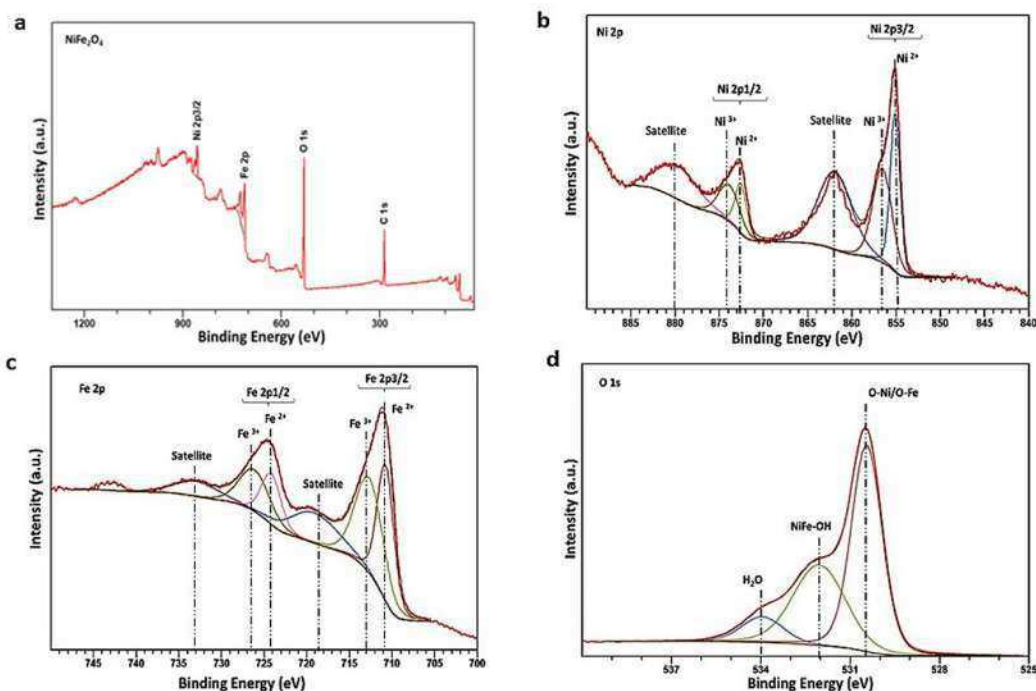 a
NiFe₂O₄
Ni 2p3/2
Fe 2p
O 1s
C 1s
Intensity (a.u.)
1200 900 600 300
Binding Energy (eV)
b
Ni 2p
Ni 2p3/2
Ni ²⁺
Ni 2p1/2
Satellite
Ni ³⁺
Ni ²⁺
Satellite
Ni ³⁺
Intensity (a.u.)
885 880 875 870 865 860 855 850 845 840
Binding Energy (eV)
c
Fe 2p
Fe 2p1/2
Fe 2p3/2
Fe ³⁺
Fe ²⁺
Fe ³⁺
Fe ²⁺
Satellite
Satellite
Intensity (a.u.)
745 740 735 730 725 720 715 710 705 700
Binding Energy (eV)
d
O 1s
O-Ni/O-Fe
NiFe-OH
H₂O
Intensity (a.u.)
537 534 531 528 525
Binding Energy (eV)